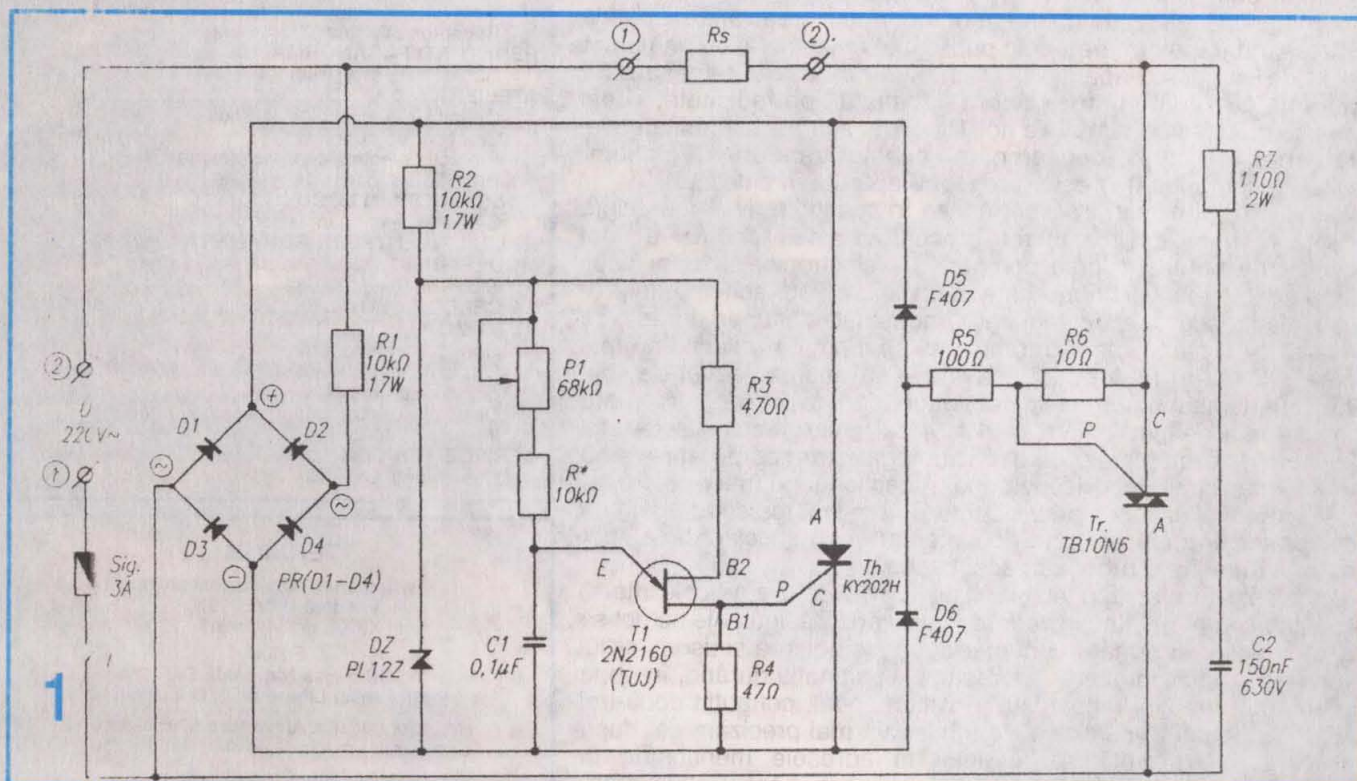 ① Rs ②
R2
10kΩ
17W
R7
110Ω
2W
R1
10kΩ
17W
P1
68kΩ
R3
470Ω
D5
F407
R5
100Ω
R6
10Ω
②
U
220V~
①
⊕
D1 D2
∼ ∼
D3 D4
⊖
PR(D1-D4)
R*
10kΩ
P C
A
Tr.
TB10N6
Sig.
3A
A
Th
KY202H
P C
E B2
B1
T1
2N2160
(TUJ)
DZ
PL12Z
C1
0,1μF
R4
47Ω
D6
F407
C2
150nF
630V
1